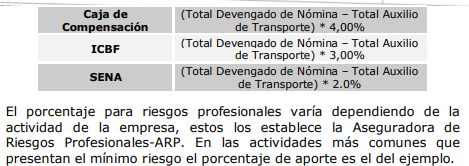 Caja de (Total Devengado de Nómina – Total Auxilio
Compensación de Transporte) * 4,00%
ICBF (Total Devengado de Nómina – Total Auxilio
de Transporte) * 3,00%
SENA (Total Devengado de Nómina – Total Auxilio
de Transporte) * 2.0%
El porcentaje para riesgos profesionales varía dependiendo de la
actividad de la empresa, estos los establece la Aseguradora de
Riesgos Profesionales-ARP. En las actividades más comunes que
presentan el mínimo riesgo el porcentaje de aporte es el del ejemplo.